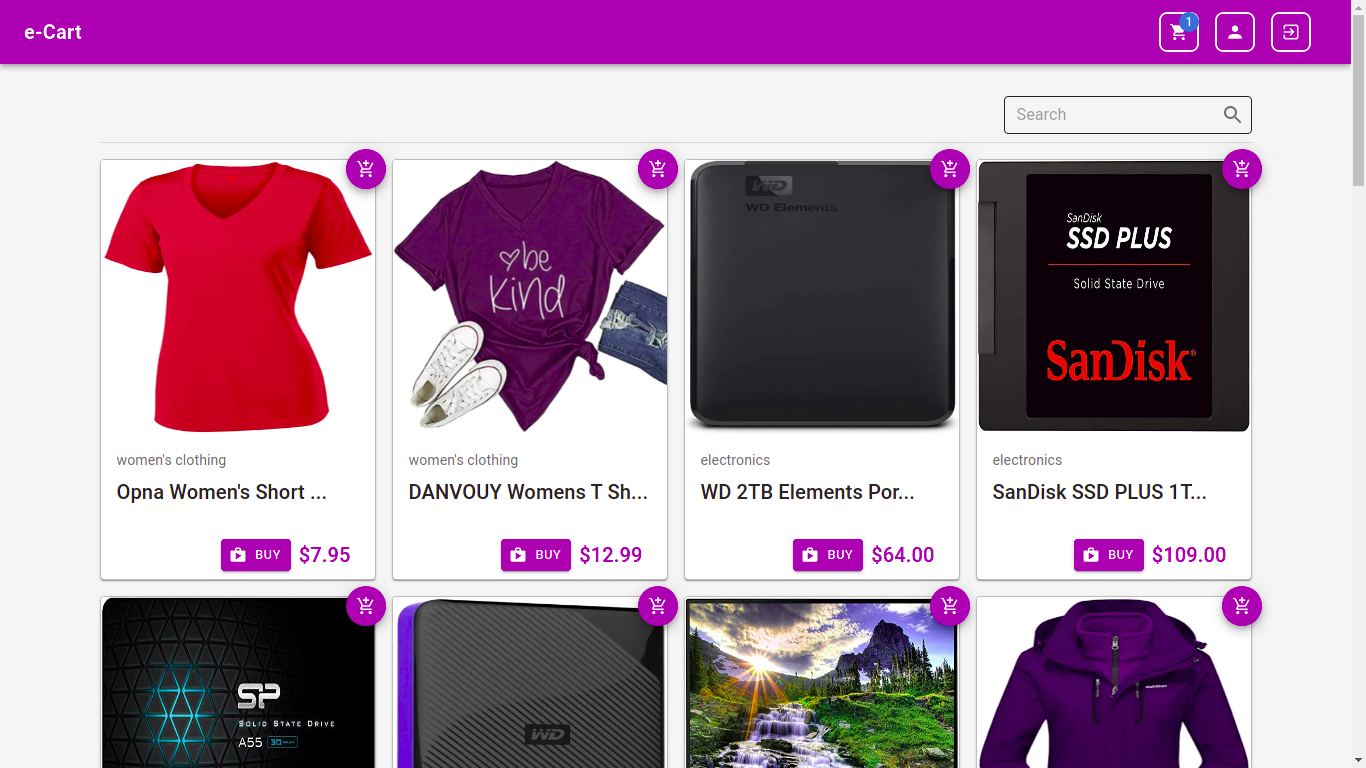 e-Cart
1
Search
be
kind
WD
WD Elements
SanDisk
SSD PLUS
Solid State Drive
SanDisk®
women's clothing
Opna Women's Short ...
BUY $7.95
women's clothing
DANVOUY Womens T Sh...
BUY $12.99
electronics
WD 2TB Elements Por...
BUY $64.00
electronics
SanDisk SSD PLUS 1T...
BUY $109.00
SP
SOLID STATE DRIVE
A55
WD